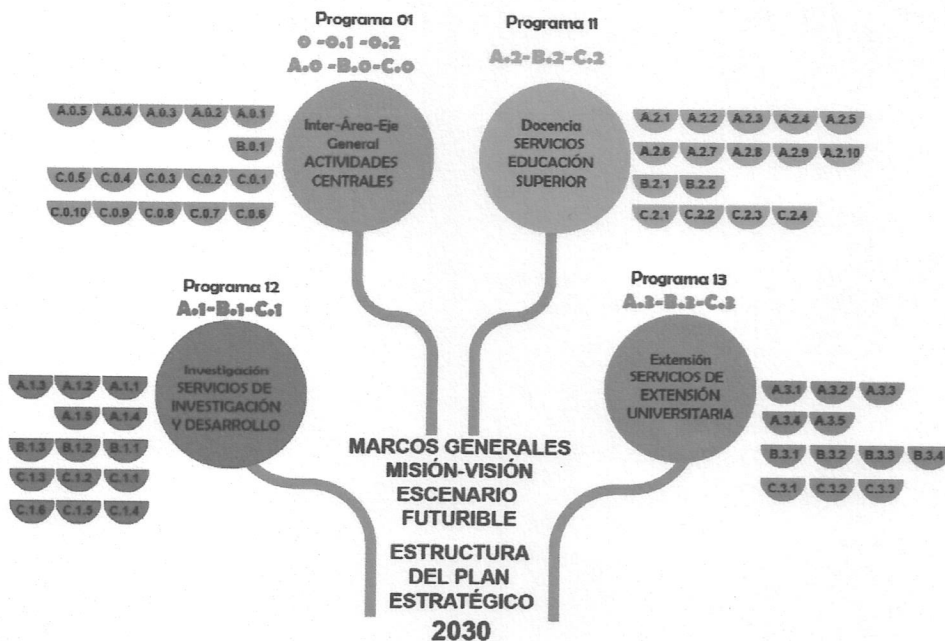 Programa 01
0 -0.1 -0.2
A.0 -B.0-C.0
Inter-Área-Eje
General
ACTIVIDADES
CENTRALES
A.0.5 A.0.4 A.0.3 A.0.2 A.0.1
B.0.1
C.0.5 C.0.4 C.0.3 C.0.2 C.0.1
C.0.10 C.0.9 C.0.8 C.0.7 C.0.6
Programa 11
A.2-B.2-C.2
Docencia
SERVICIOS
EDUCACIÓN
SUPERIOR
A.2.1 A.2.2 A.2.3 A.2.4 A.2.5
A.2.6 A.2.7 A.2.8 A.2.9 A.2.10
B.2.1 B.2.2
C.2.1 C.2.2 C.2.3 C.2.4
Programa 12
A.1-B.1-C.1
Investigación
SERVICIOS DE
INVESTIGACIÓN
Y DESARROLLO
A.1.3 A.1.2 A.1.1
A.1.5 A.1.4
B.1.3 B.1.2 B.1.1
C.1.3 C.1.2 C.1.1
C.1.6 C.1.5 C.1.4
Programa 13
A.3-B.3-C.3
Extensión
SERVICIOS DE
EXTENSIÓN
UNIVERSITARIA
A.3.1 A.3.2 A.3.3
A.3.4 A.3.5
B.3.1 B.3.2 B.3.3 B.3.4
C.3.1 C.3.2 C.3.3
MARCOS GENERALES
MISIÓN-VISIÓN
ESCENARIO
FUTURIBLE
ESTRUCTURA
DEL PLAN
ESTRATÉGICO
2030